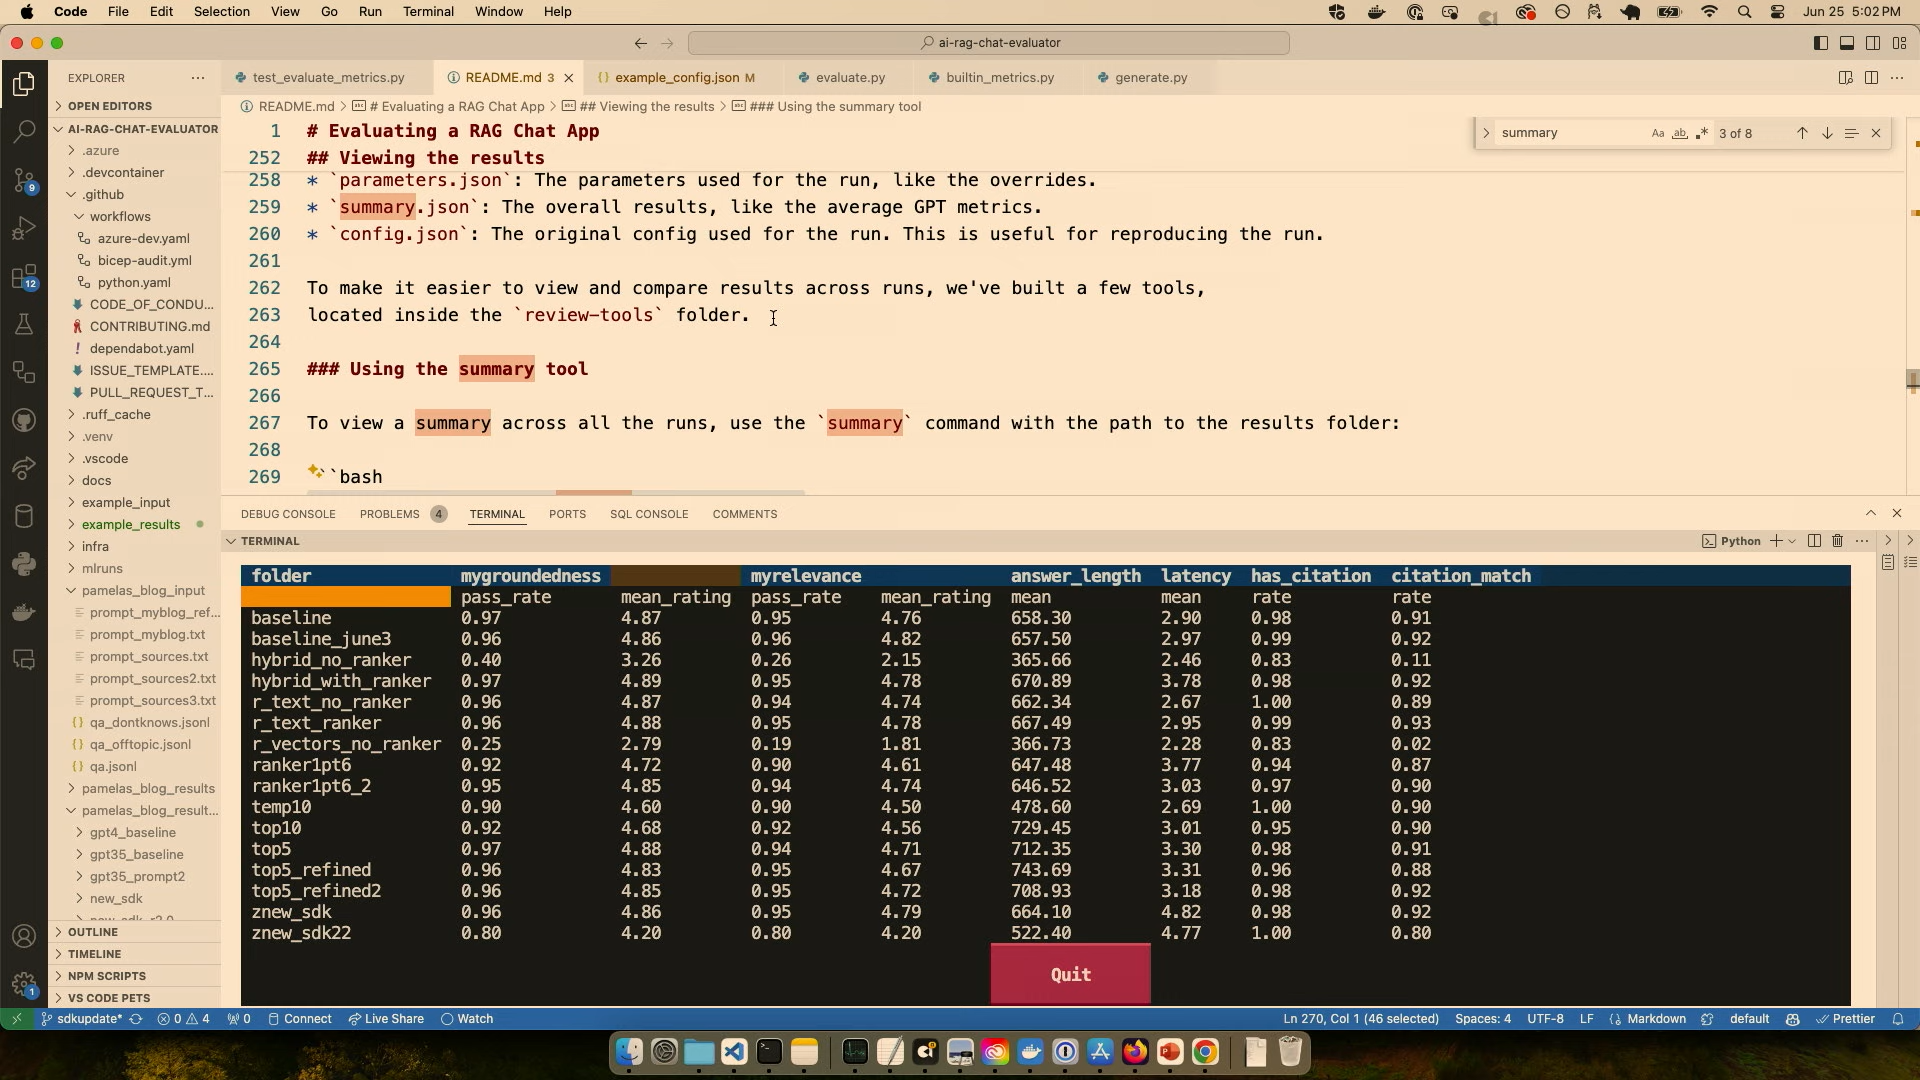 Code File Edit Selection View Go Run Terminal Window Help Jun 25 5:02 PM
ai-rag-chat-evaluator
EXPLORER
test_evaluate_metrics.py README.md 3 example_config.json M evaluate.py builtin_metrics.py generate.py
README.md > # Evaluating a RAG Chat App > ## Viewing the results > ### Using the summary tool
summary Aa ab 3 of 8
1 # Evaluating a RAG Chat App
252 ## Viewing the results
258 * `parameters.json`: The parameters used for the run, like the overrides.
259 * `summary.json`: The overall results, like the average GPT metrics.
260 * `config.json`: The original config used for the run. This is useful for reproducing the run.
261
262 To make it easier to view and compare results across runs, we've built a few tools,
263 located inside the `review-tools` folder.
264
265 ### Using the summary tool
266
267 To view a summary across all the runs, use the `summary` command with the path to the results folder:
268
269 ``bash
OPEN EDITORS
AI-RAG-CHAT-EVALUATOR
.azure
.devcontainer
.github
workflows
azure-dev.yaml
bicep-audit.yml
python.yaml
CODE_OF_CONDU...
CONTRIBUTING.md
dependabot.yaml
ISSUE_TEMPLATE....
PULL_REQUEST_T...
.ruff_cache
.venv
.vscode
docs
example_input
example_results
infra
mlruns
pamelas_blog_input
prompt_myblog_ref...
prompt_myblog.txt
prompt_sources.txt
prompt_sources2.txt
prompt_sources3.txt
qa_dontknows.jsonl
qa_offtopic.jsonl
qa.jsonl
pamelas_blog_results
pamelas_blog_result...
gpt4_baseline
gpt35_baseline
gpt35_prompt2
new_sdk
OUTLINE
TIMELINE
NPM SCRIPTS
VS CODE PETS
9
12
1
DEBUG CONSOLE PROBLEMS 4 TERMINAL PORTS SQL CONSOLE COMMENTS
TERMINAL Python
folder mygroundedness myrelevance answer_length latency has_citation citation_match
pass_rate mean_rating pass_rate mean_rating mean mean rate rate
baseline 0.97 4.87 0.95 4.76 658.30 2.90 0.98 0.91
baseline_june3 0.96 4.86 0.96 4.82 657.50 2.97 0.99 0.92
hybrid_no_ranker 0.40 3.26 0.26 2.15 365.66 2.46 0.83 0.11
hybrid_with_ranker 0.97 4.89 0.95 4.78 670.89 3.78 0.98 0.92
r_text_no_ranker 0.96 4.87 0.94 4.74 662.34 2.67 1.00 0.89
r_text_ranker 0.96 4.88 0.95 4.78 667.49 2.95 0.99 0.93
r_vectors_no_ranker 0.25 2.79 0.19 1.81 366.73 2.28 0.83 0.02
ranker1pt6 0.92 4.72 0.90 4.61 647.48 3.77 0.94 0.87
ranker1pt6_2 0.95 4.85 0.94 4.74 646.52 3.03 0.97 0.90
temp10 0.90 4.60 0.90 4.50 478.60 2.69 1.00 0.90
top10 0.92 4.68 0.92 4.56 729.45 3.01 0.95 0.90
top5 0.97 4.88 0.94 4.71 712.35 3.30 0.98 0.91
top5_refined 0.96 4.83 0.95 4.67 743.69 3.31 0.96 0.88
top5_refined2 0.96 4.85 0.95 4.72 708.93 3.18 0.98 0.92
znew_sdk 0.96 4.86 0.95 4.79 664.10 4.82 0.98 0.92
znew_sdk22 0.80 4.20 0.80 4.20 522.40 4.77 1.00 0.80
Quit
sdkupdate* 0 4 0 Connect Live Share Watch Ln 270, Col 1 (46 selected) Spaces: 4 UTF-8 LF Markdown default Prettier